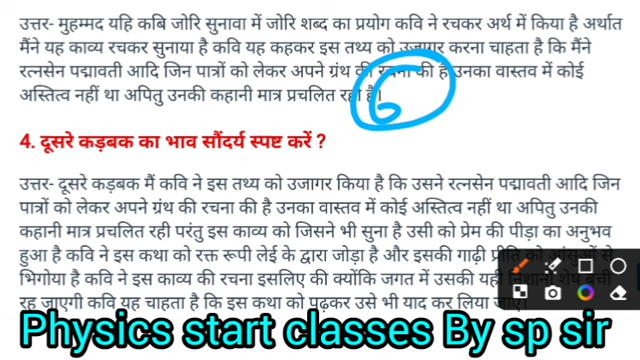 उत्तर- मुहम्मद यहि कबि जोरि सुनावा में जोरि शब्द का प्रयोग कवि ने रचकर अर्थ में किया है अर्थात
मैंने यह काव्य रचकर सुनाया है कवि यह कहकर इस तथ्य को उजागर करना चाहता है कि मैंने
रत्नसेन पद्मावती आदि जिन पात्रों को लेकर अपने ग्रंथ की रचना की है उनका वास्तव में कोई
अस्तित्व नहीं था अपितु उनकी कहानी मात्र प्रचलित रही है।
4. दूसरे कड़बक का भाव सौंदर्य स्पष्ट करें ?
उत्तर- दूसरे कड़बक मैं कवि ने इस तथ्य को उजागर किया है कि उसने रत्नसेन पद्मावती आदि जिन
पात्रों को लेकर अपने ग्रंथ की रचना की है उनका वास्तव में कोई अस्तित्व नहीं था अपितु उनकी
कहानी मात्र प्रचलित रही परंतु इस काव्य को जिसने भी सुना है उसी को प्रेम की पीड़ा का अनुभव
हुआ है कवि ने इस कथा को रक्त रूपी लेई के द्वारा जोड़ा है और इसकी गाढ़ी प्रीति को आंसुओं से
भिगोया है कवि ने इस काव्य की रचना इसलिए की क्योंकि जगत में उसकी यही निशानी शेष बची
रह जाएगी कवि यह चाहता है कि इस कथा को पढ़कर उसे भी याद कर लिया जाए।
Physics start classes By sp sir